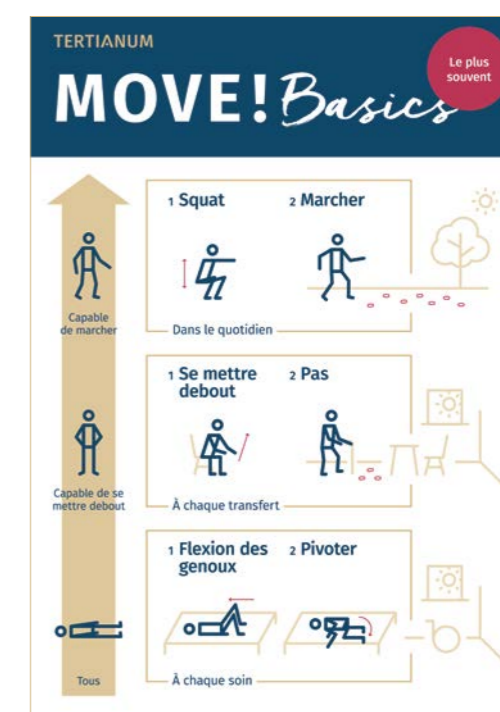 TERTIANUM
Le plus
souvent
MOVE! Basics
1 Squat
2 Marcher
Capable
de marcher
Dans le quotidien
1 Se mettre
debout
2 Pas
Capable de se
mettre debout
À chaque transfert
1 Flexion des
genoux
2 Pivoter
Tous
À chaque soin